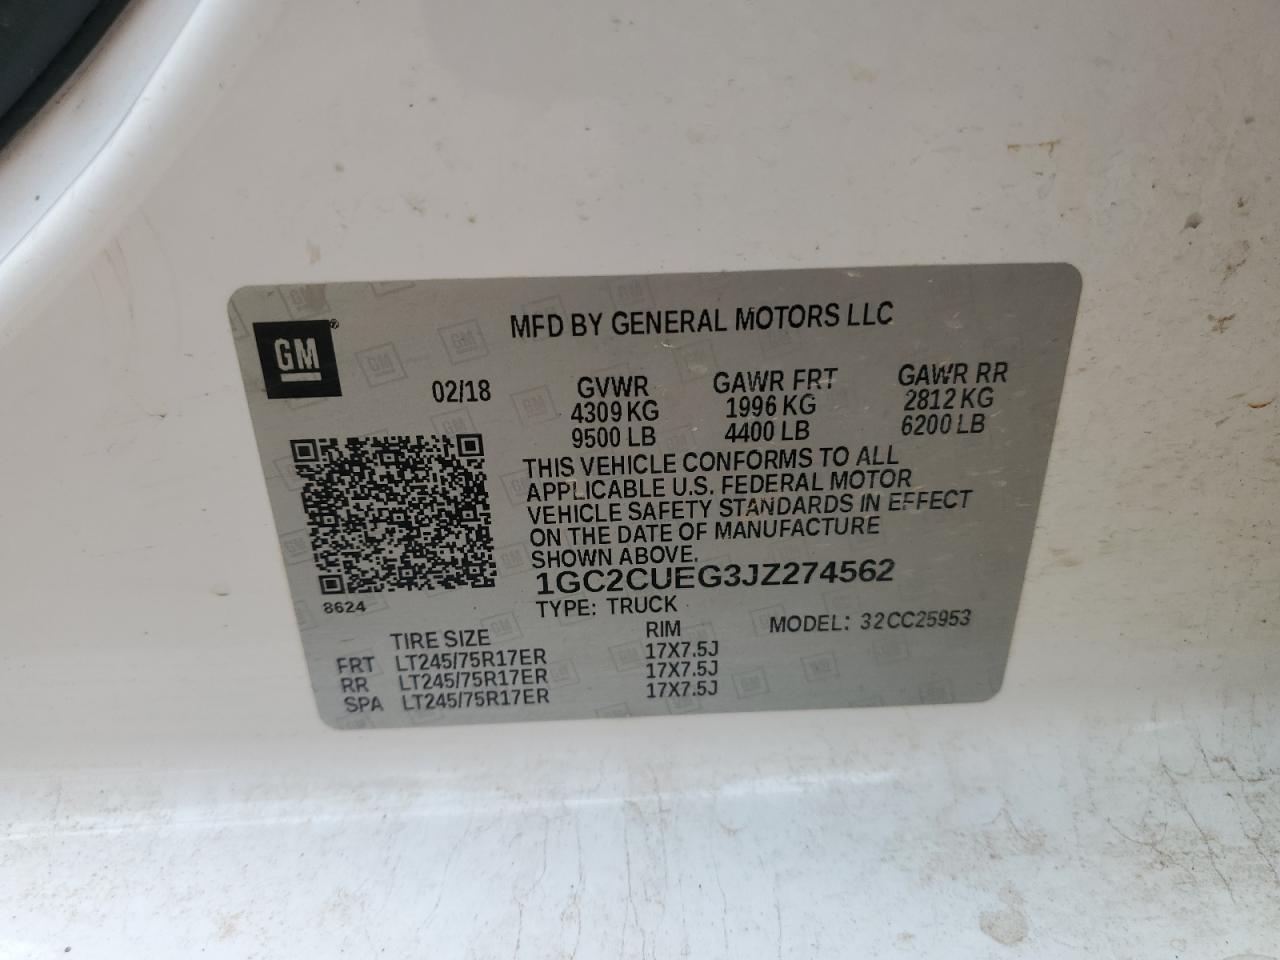 GM
MFD BY GENERAL MOTORS LLC
02/18
GVWR
4309 KG
9500 LB
GAWR FRT
1996 KG
4400 LB
GAWR RR
2812 KG
6200 LB
THIS VEHICLE CONFORMS TO ALL
APPLICABLE U.S. FEDERAL MOTOR
VEHICLE SAFETY STANDARDS IN EFFECT
ON THE DATE OF MANUFACTURE
SHOWN ABOVE.
1GC2CUEG3JZ274562
8624
TYPE: TRUCK
MODEL: 32CC25953
TIRE SIZE RIM
FRT LT245/75R17ER 17X7.5J
RR LT245/75R17ER 17X7.5J
SPA LT245/75R17ER 17X7.5J